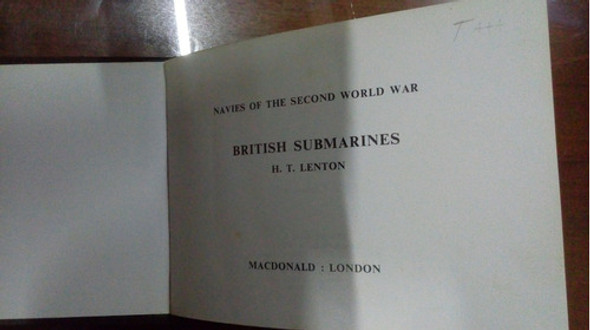 NAVIES OF THE SECOND WORLD WAR
BRITISH SUBMARINES
H. T. LENTON
MACDONALD : LONDON